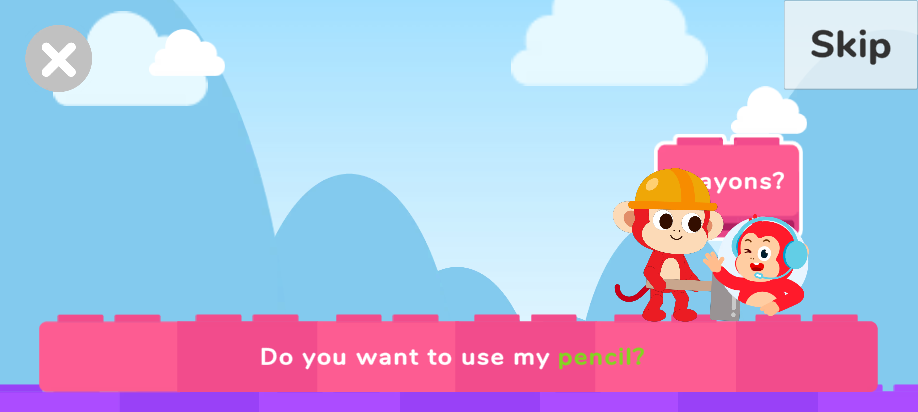 Skip
ayons?
Do you want to use my pencil?